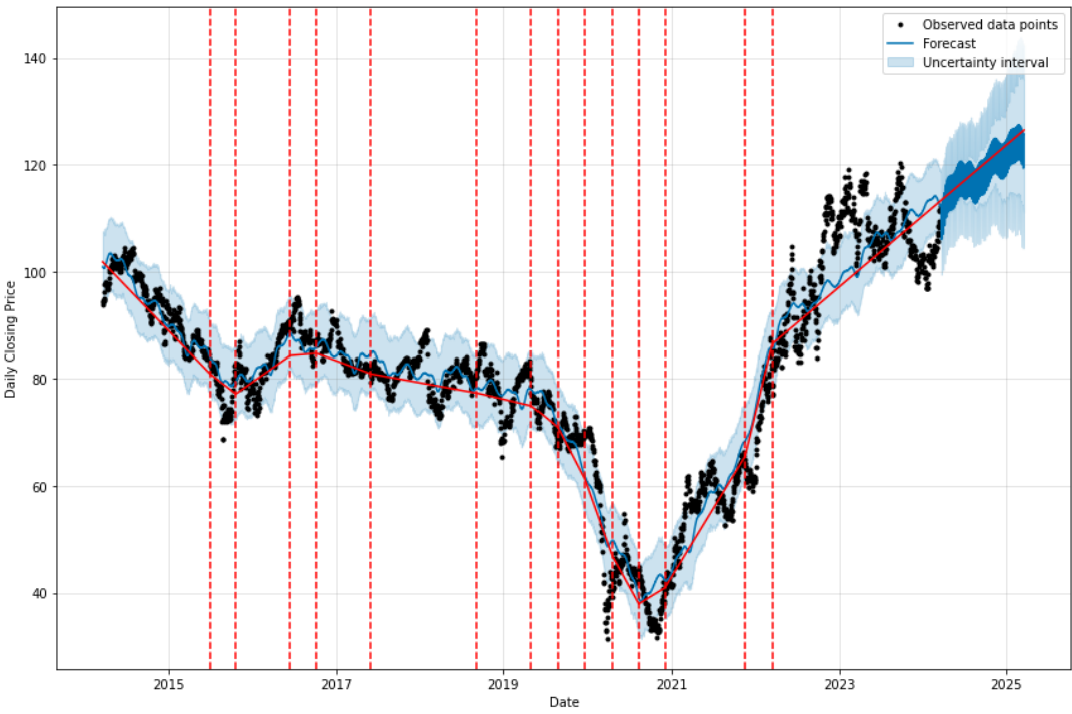 Observed data points
Forecast
Uncertainty interval
Daily Closing Price
140
120
100
80
60
40
2015
2017
2019
2021
2023
2025
Date